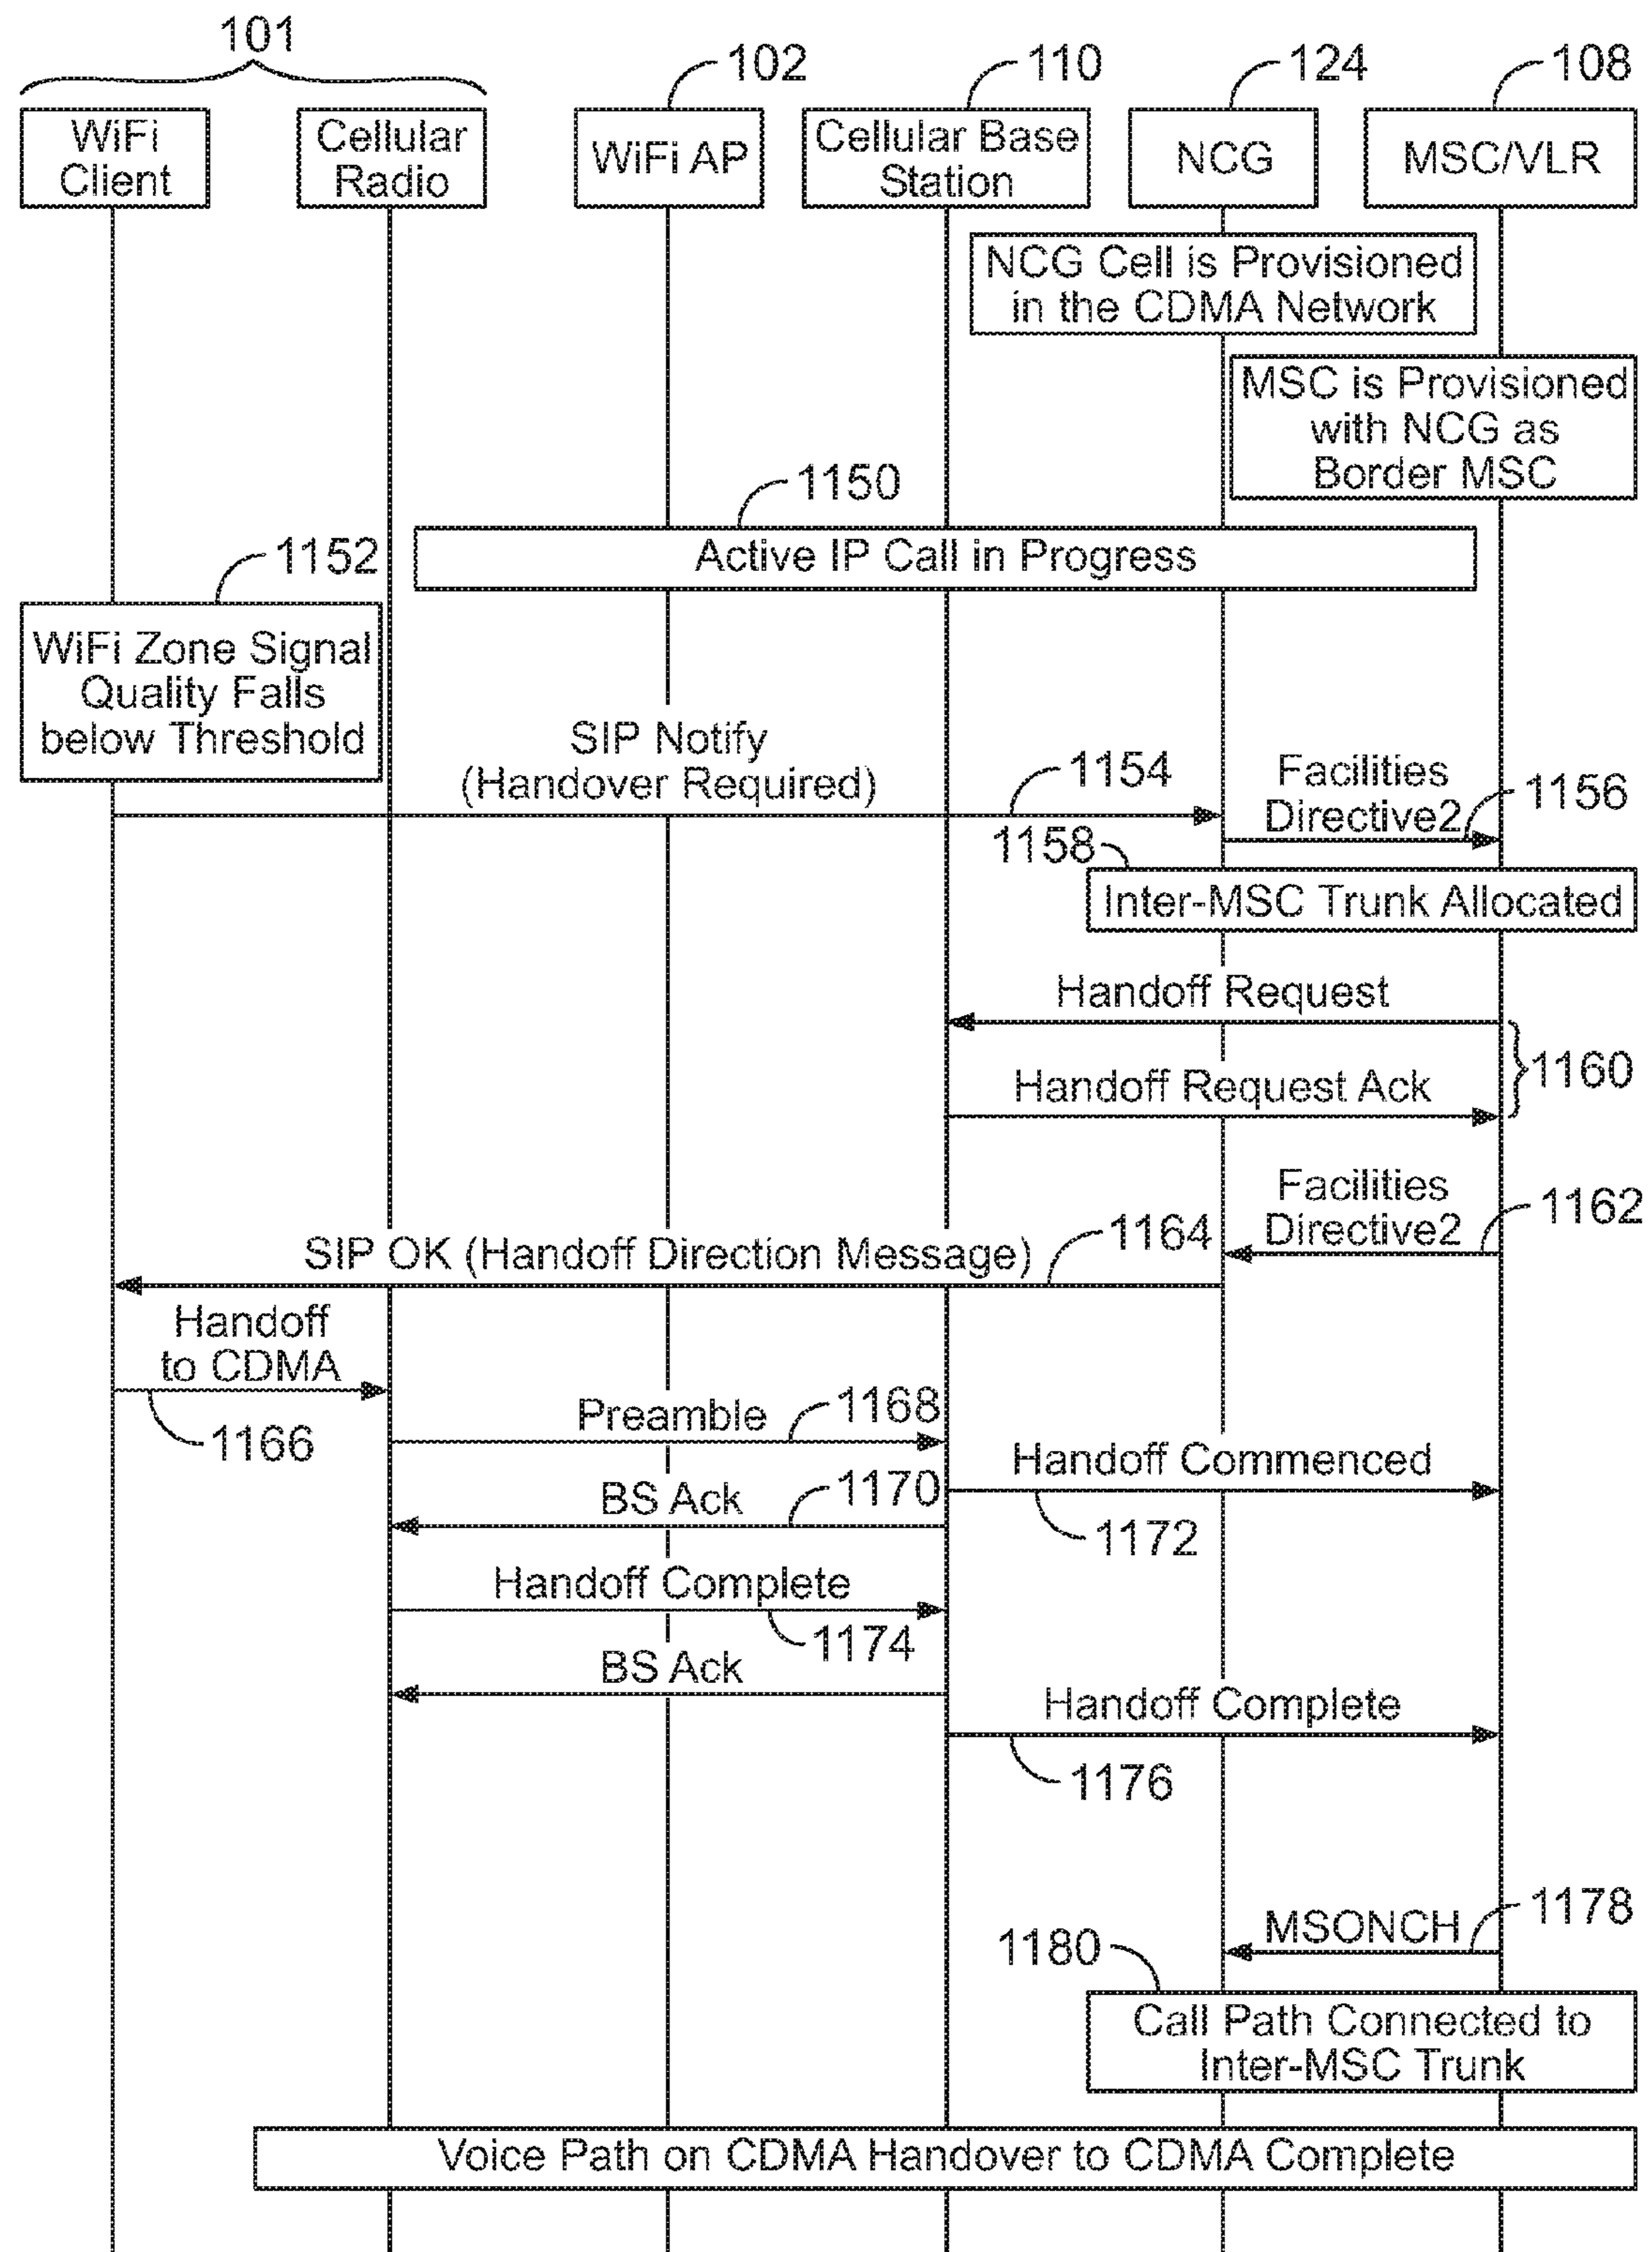 101
102
110
124
108
WiFi
Client
Cellular
Radio
WiFi AP
Cellular Base
Station
NCG
MSC/VLR
NCG Cell is Provisioned
in the CDMA Network
MSC is Provisioned
with NCG as
Border MSC
1150
Active IP Call in Progress
1152
WiFi Zone Signal
Quality Falls
below Threshold
SIP Notify
(Handover Required)
1154
Facilities
Directive2
1156
1158
Inter-MSC Trunk Allocated
Handoff Request
1160
Handoff Request Ack
Facilities
Directive2
1162
SIP OK (Handoff Direction Message)
1164
Handoff
to CDMA
1166
Preamble
1168
Handoff Commenced
1170
BS Ack
1172
Handoff Complete
1174
BS Ack
Handoff Complete
1176
MSONCH
1178
1180
Call Path Connected to
Inter-MSC Trunk
Voice Path on CDMA Handover to CDMA Complete